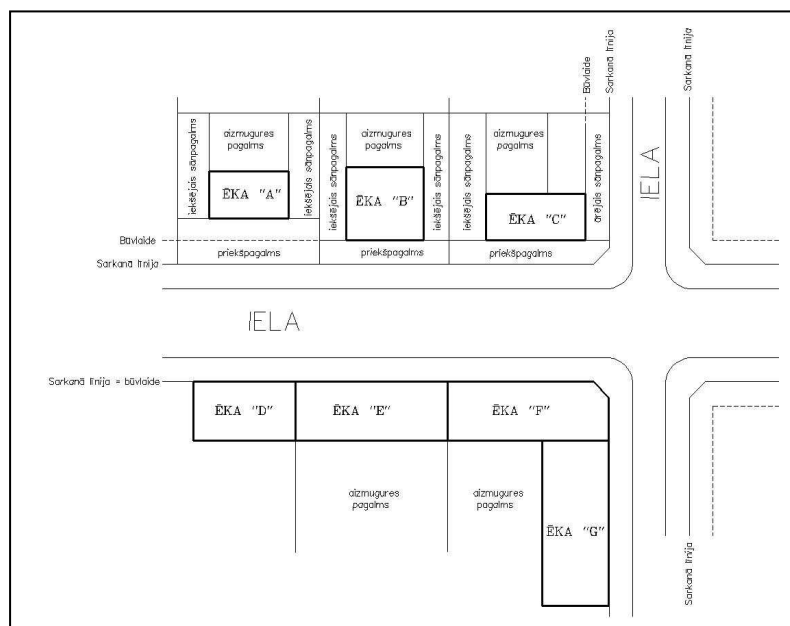 Būvlaide
Sarkanā līnija
Sarkanā līnija
iekšējais sānpagalms
aizmugures
pagalms
iekšējais sānpagalms
iekšējais sānpagalms
aizmugures
pagalms
iekšējais sānpagalms
iekšējais sānpagalms
aizmugures
pagalms
ārējais sānpagalms
IELA
ĒKA "A"
ĒKA "B"
ĒKA "C"
Būvlaide
priekšpagalms
priekšpagalms
priekšpagalms
Sarkanā līnija
IELA
Sarkanā līnija = būvlaide
ĒKA "D"
ĒKA "E"
ĒKA "F"
aizmugures
pagalms
aizmugures
pagalms
ĒKA "G"
Sarkanā līnija